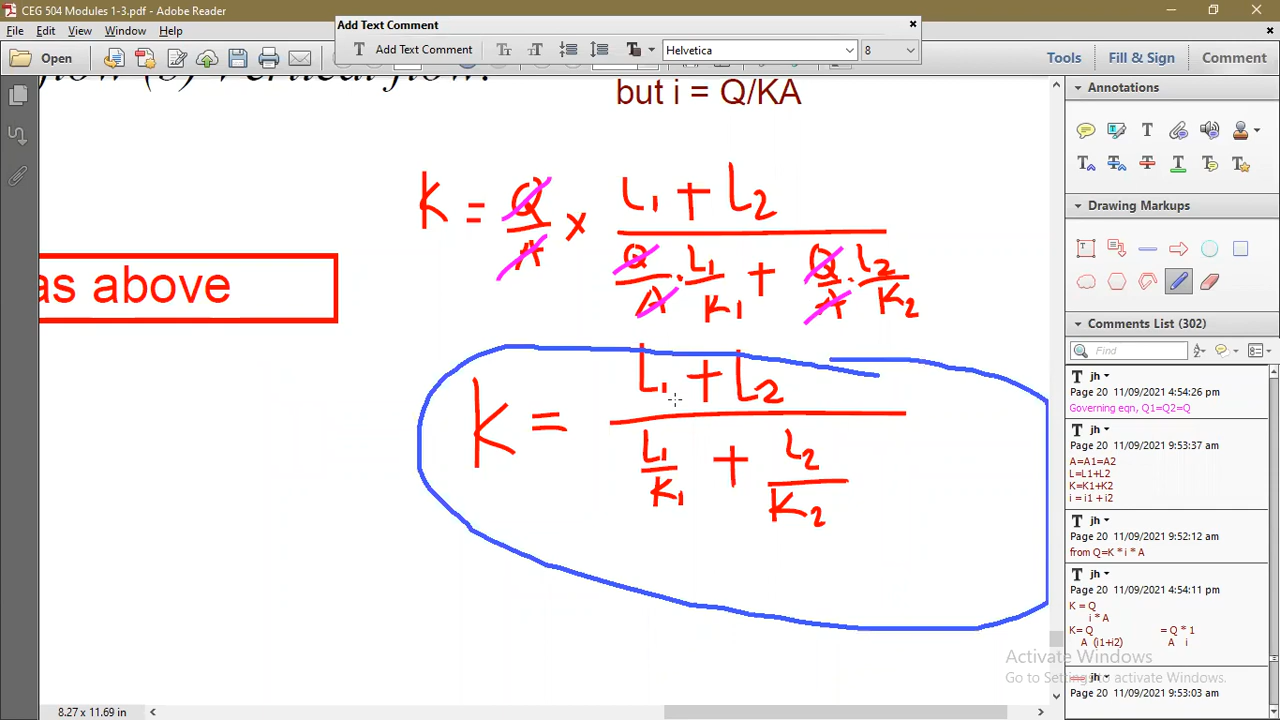 CEG 504 Modules 1-3.pdf - Adobe Reader
File Edit View Window Help
Add Text Comment
Open
T Add Text Comment
Helvetica
8
Tools
Fill & Sign
Comment
flow (b) vertical flow.
but i = Q/KA
K = Q/A x (L1 + L2) / (Q/A . L1/K1 + Q/A . L2/K2)
as above
K = (L1 + L2) / (L1/K1 + L2/K2)
Annotations
Drawing Markups
Comments List (302)
Find
jh
Page 20 11/09/2021 4:54:26 PM
Governing eqn, Q1=Q2=Q
jh
Page 20 11/09/2021 9:53:37 AM
A=A1=A2
L=L1+L2
K=K1+K2
i = i1 + i2
jh
Page 20 11/09/2021 9:52:12 AM
from Q=K * i * A
jh
Page 20 11/09/2021 4:54:11 PM
K = Q
i * A
K= Q = Q * 1
A (i1+i2) A i
jh
Page 20 11/09/2021 9:53:03 AM
Activate Windows
Go to Settings to activate Windows.
8.27 x 11.69 in